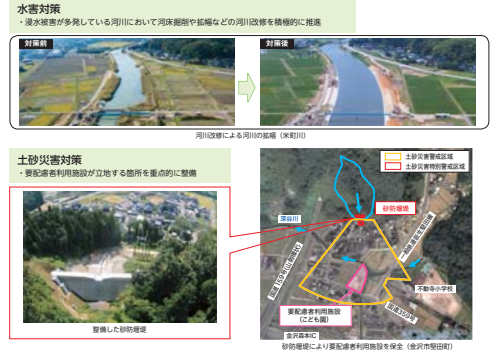 水害対策
・浸水被害が多発している河川において河床掘削や拡幅などの河川改修を積極的に推進
対策前
対策後
河川改修による河川の拡幅（米町川）
土砂災害対策
・要配慮者利用施設が立地する箇所を重点的に整備
整備した砂防堰堤
土砂災害警戒区域
土砂災害特別警戒区域
砂防堰堤
深谷川
不動寺小学校
国道359号
要配慮者利用施設
（こども園）
金沢森本IC
砂防堰堤により要配慮者利用施設を保全（金沢市堅田町）